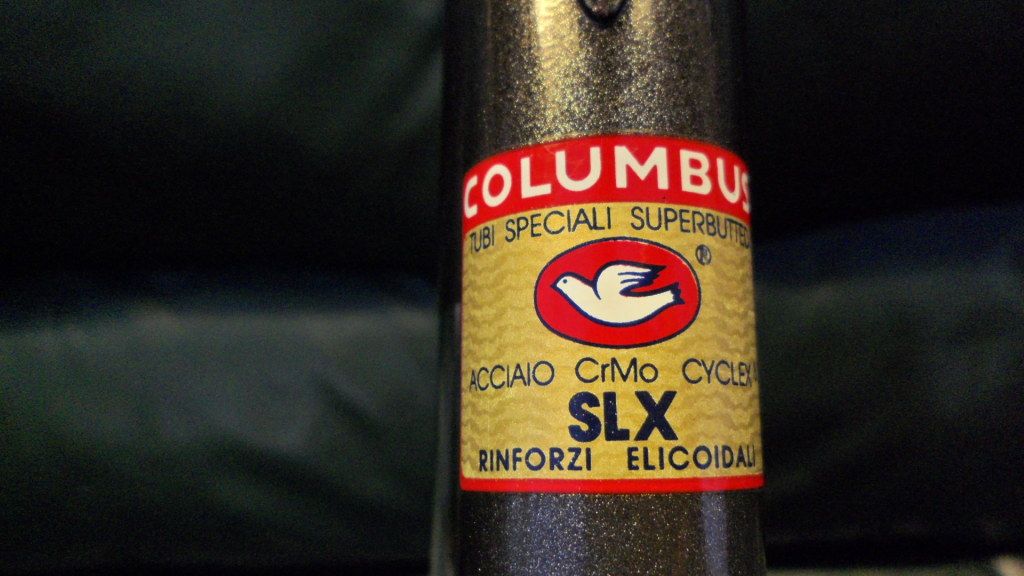 COLUMBUS
TUBI SPECIALI SUPERBUTTED
®
ACCIAIO CrMo CYCLEX
SLX
RINFORZI ELICOIDALI